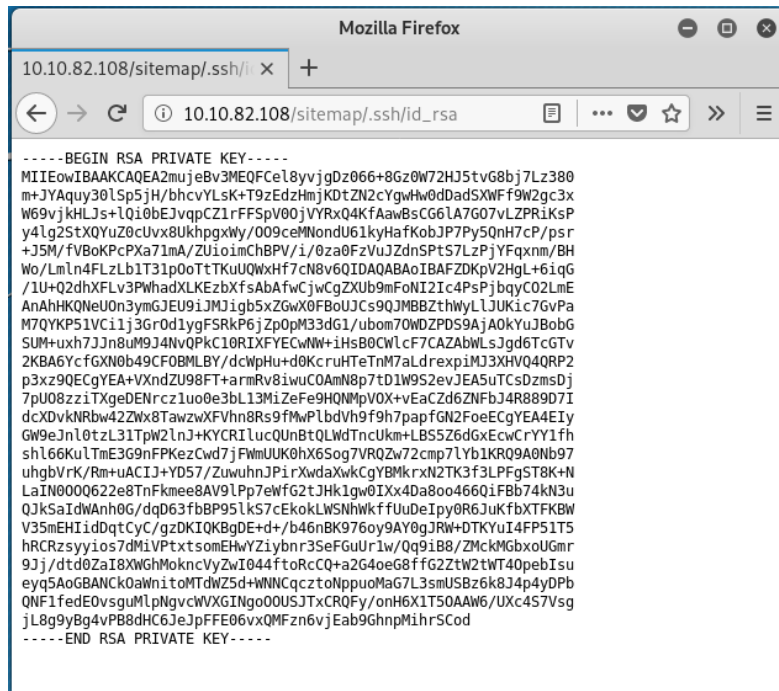 Mozilla Firefox
10.10.82.108/sitemap/.ssh/i
10.10.82.108/sitemap/.ssh/id_rsa
-----BEGIN RSA PRIVATE KEY-----
MIIEowIBAAKCAQEA2mujeBv3MEQFCel8yvjgDz066+8Gz0W72HJ5tvG8bj7Lz380
m+JYAquy30lSp5jH/bhcvYLsK+T9zEdzHmjKDtZN2cYgwHw0dDadSXWFf9W2gc3x
W69vjkHLJs+lQi0bEJvqpCZ1rFFSpV0OjVYRxQ4KfAawBsCG6lA7GO7vLZPRiKsP
y4lg2StXQYuZ0cUvx8UkhpgxWy/OO9ceMNondU61kyHafKobJP7Py5QnH7cP/psr
+J5M/fVBoKPcPXa71mA/ZUioimChBPV/i/0za0FzVuJZdnSPtS7LzPjYFqxnm/BH
Wo/Lmln4FLzLb1T31pOoTtTKuUQWxHf7cN8v6QIDAQABAoIBAFZDKpV2HgL+6iqG
/1U+Q2dhXFLv3PWhadXLKEzbXfsAbAfwCjwCgZXUb9mFoNI2Ic4PsPjbqyCO2LmE
AnAhHKQNeUOn3ymGJEU9iJMJigb5xZGwX0FBoUJCs9QJMBBZthWyLlJUKic7GvPa
M7QYKP51VCi1j3GrOd1ygFSRkP6jZpOpM33dG1/ubom7OWDZPDS9AjAOkYuJBobG
SUM+uxh7JJn8uM9J4NvQPkC10RIXFYECwNW+iHsB0CWlcF7CAZAbWLsJgd6TcGTv
2KBA6YcfGXN0b49CFOBMLBY/dcWpHu+d0KcruHTeTnM7aLdrexpiMJ3XHVQ4QRP2
p3xz9QECgYEA+VXndZU98FT+armRv8iwuCOAmN8p7tD1W9S2evJEA5uTCsDzmsDj
7pUO8zziTXgeDENrcz1uo0e3bL13MiZeFe9HQNMpVOX+vEaCZd6ZNFbJ4R889D7I
dcXDvkNRbw42ZWx8TawzwXFVhn8Rs9fMwPlbdVh9f9h7papfGN2FoeECgYEA4EIy
GW9eJnl0tzL31TpW2lnJ+KYCRIlucQUnBtQLWdTncUkm+LBS5Z6dGxEcwCrYY1fh
shl66KulTmE3G9nFPKezCwd7jFWmUUK0hX6Sog7VRQZw72cmp7lYb1KRQ9A0Nb97
uhgbVrK/Rm+uACIJ+YD57/ZuwuhnJPirXwdaXwkCgYBMkrxN2TK3f3LPFgST8K+N
LaIN0OOQ622e8TnFkmee8AV9lPp7eWfG2tJHk1gw0IXx4Da8oo466QiFBb74kN3u
QJkSaIdWAnh0G/dqD63fbBP95lkS7cEkokLWSNhWkffUuDeIpy0R6JuKfbXTFKBW
V35mEHIidDqtCyC/gzDKIQKBgDE+d+/b46nBK976oy9AY0gJRW+DTKYuI4FP51T5
hRCRzsyyios7dMiVPtxtsomEHwYZiybnr3SeFGuUr1w/Qq9iB8/ZMckMGbxoUGmr
9Jj/dtd0ZaI8XWGhMokncVyZwI044ftoRcCQ+a2G4oeG8ffG2ZtW2tWT4OpebIsu
eyq5AoGBANCkOaWnitoMTdWZ5d+WNNCqcztoNppuoMaG7L3smUSBz6k8J4p4yDPb
QNF1fedEOvsguMlpNgvcWVXGINgoOOUSJTxCRQFy/onH6X1T5OAAW6/UXc4S7Vsg
jL8g9yBg4vPB8dHC6JeJpFFE06vxQMFzn6vjEab9GhnpMihrSCod
-----END RSA PRIVATE KEY-----